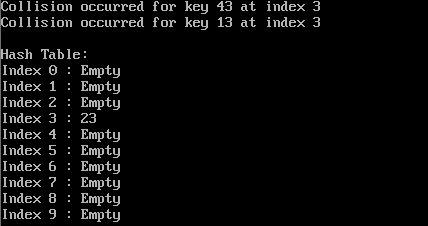 Collision occurred for key 43 at index 3
Collision occurred for key 13 at index 3
Hash Table:
Index 0 : Empty
Index 1 : Empty
Index 2 : Empty
Index 3 : 23
Index 4 : Empty
Index 5 : Empty
Index 6 : Empty
Index 7 : Empty
Index 8 : Empty
Index 9 : Empty